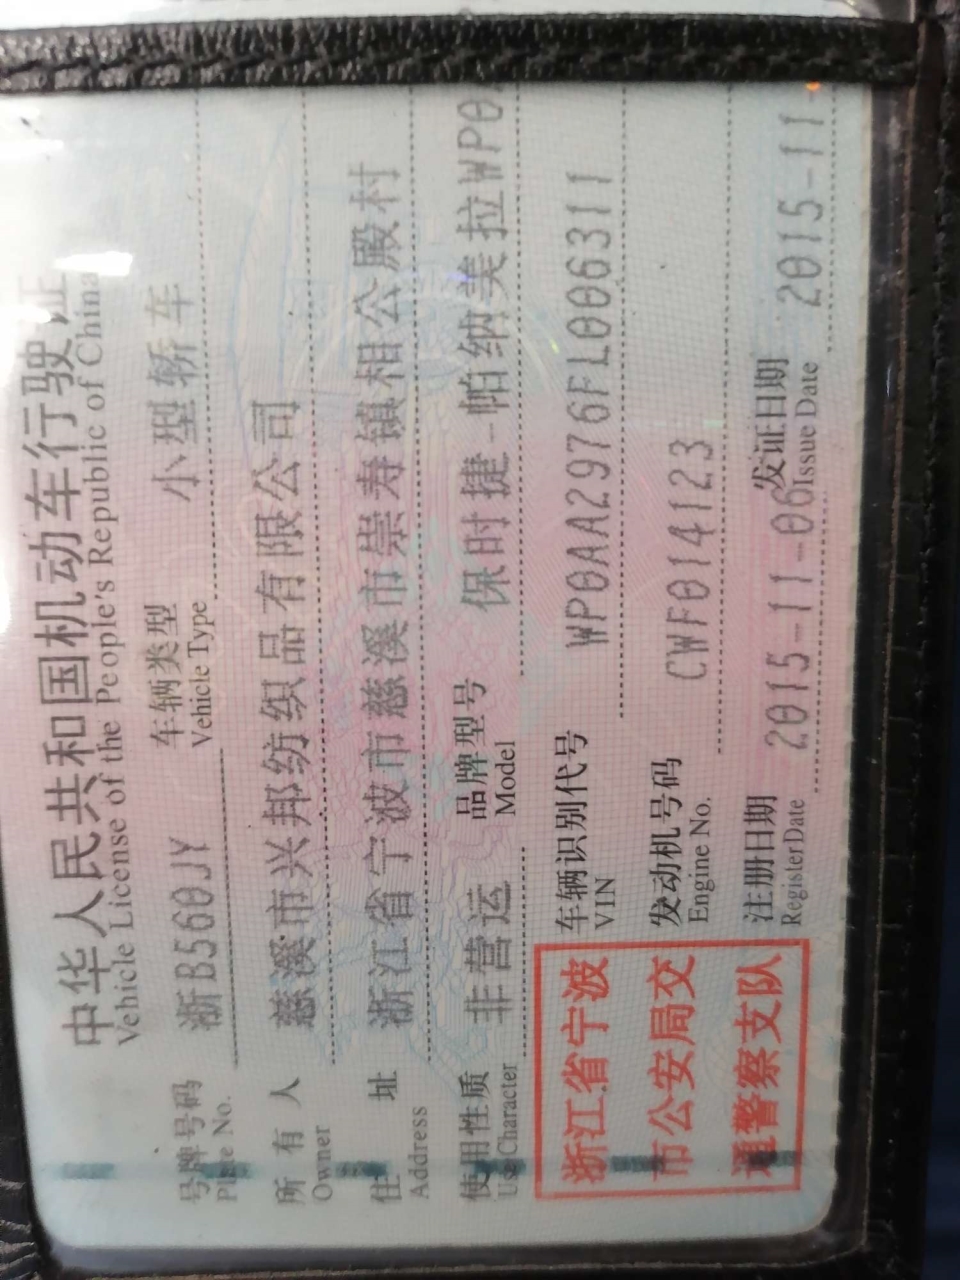 中华人民共和国机动车行驶证
Vehicle License of the People's Republic of China
号牌号码 浙B560JY 车辆类型 小型轿车
Plate No. Vehicle Type
所有人 慈溪市兴邦纺织品有限公司
Owner
住址 浙江省宁波市慈溪市崇寿镇相公殿村
Address
使用性质 非营运 品牌型号 保时捷-帕纳美拉WP0
Use Character Model
浙江省宁波
市公安局交
通警察支队
车辆识别代号 WP0AA2976FL006311
VIN
发动机号码 CWF014123
Engine No.
注册日期 2015-11-06 发证日期 2015-11-
Register Date Issue Date